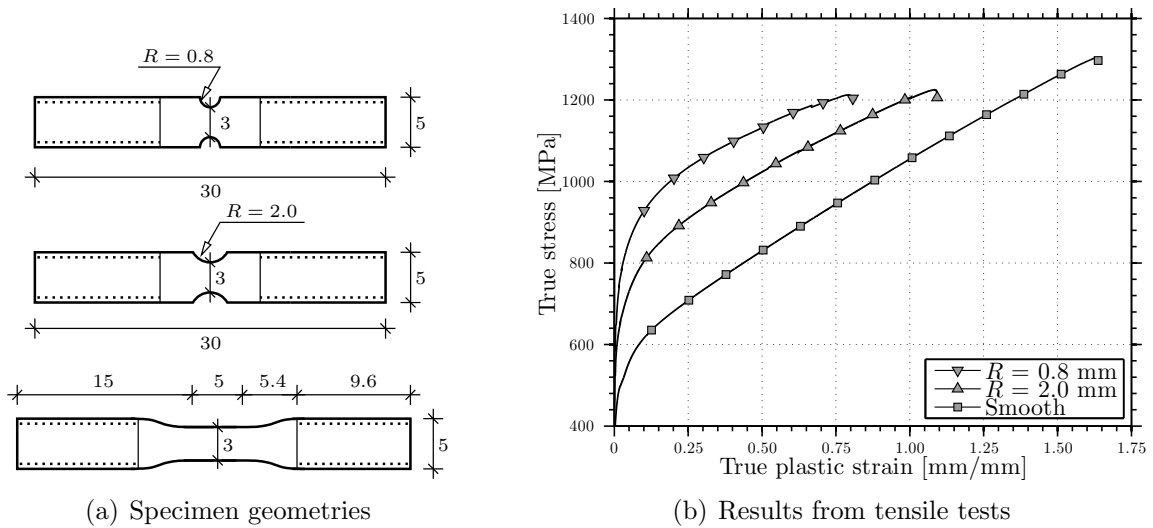 R = 0.8
3
5
30
R = 2.0
3
5
30
15 5 5.4 9.6
3
5
(a) Specimen geometries
1400
1200
1000
800
600
400
True stress [MPa]
0 0.25 0.50 0.75 1.00 1.25 1.50 1.75
True plastic strain [mm/mm]
R = 0.8 mm
R = 2.0 mm
Smooth
(b) Results from tensile tests